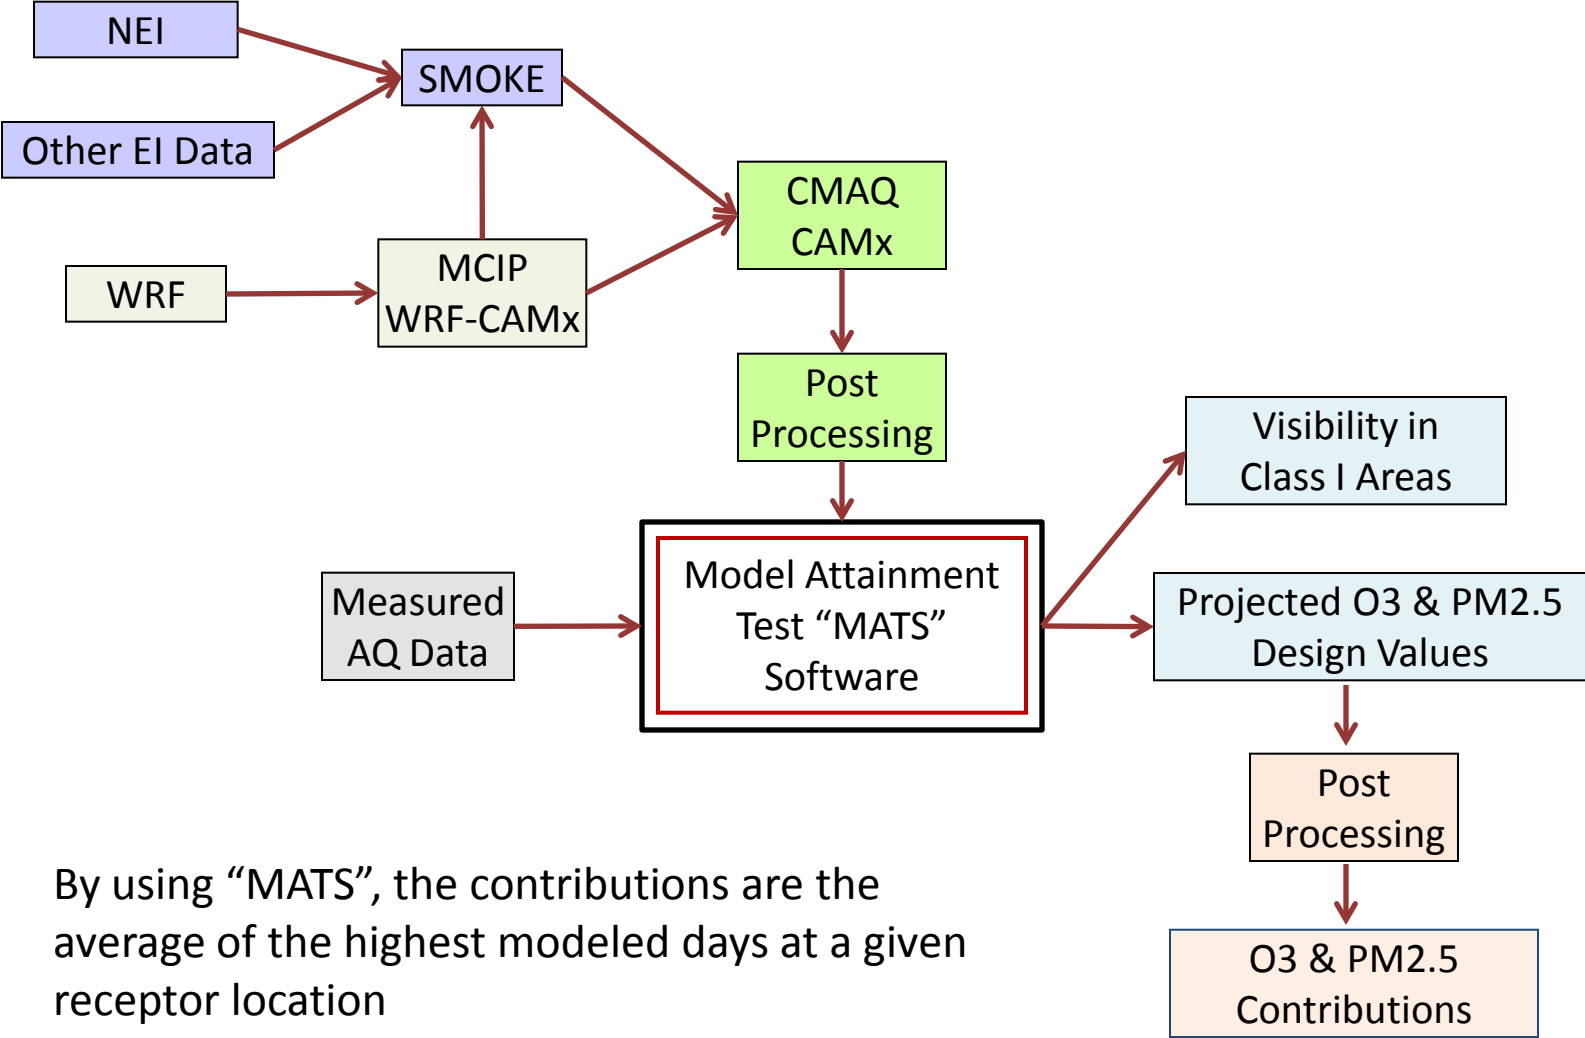 NEI
SMOKE
Other EI Data
CMAQ
CAMx
MCIP
WRF-CAMx
WRF
Post
Processing
Visibility in
Class I Areas
Measured
AQ Data
Model Attainment
Test “MATS”
Software
Projected O3 & PM2.5
Design Values
Post
Processing
By using “MATS”, the contributions are the
average of the highest modeled days at a given
receptor location
O3 & PM2.5
Contributions